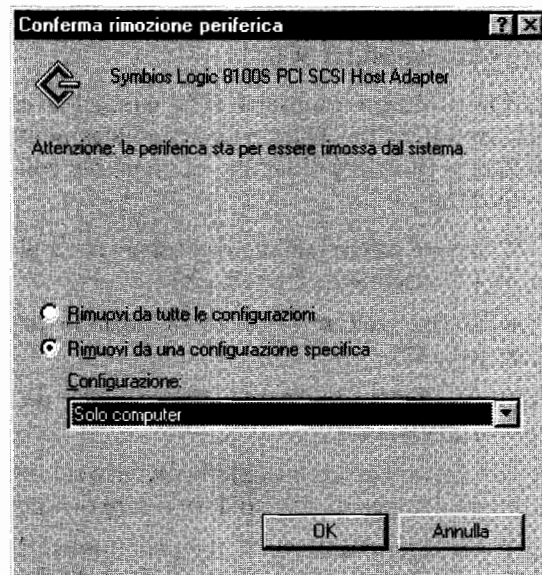 Conferma rimozione periferica
Symbios Logic 8100S PCI SCSI Host Adapter
Attenzione: la periferica sta per essere rimossa dal sistema.
Rimuovi da tutte le configurazioni
Rimuovi da una configurazione specifica
Configurazione:
Solo computer
OK Annulla